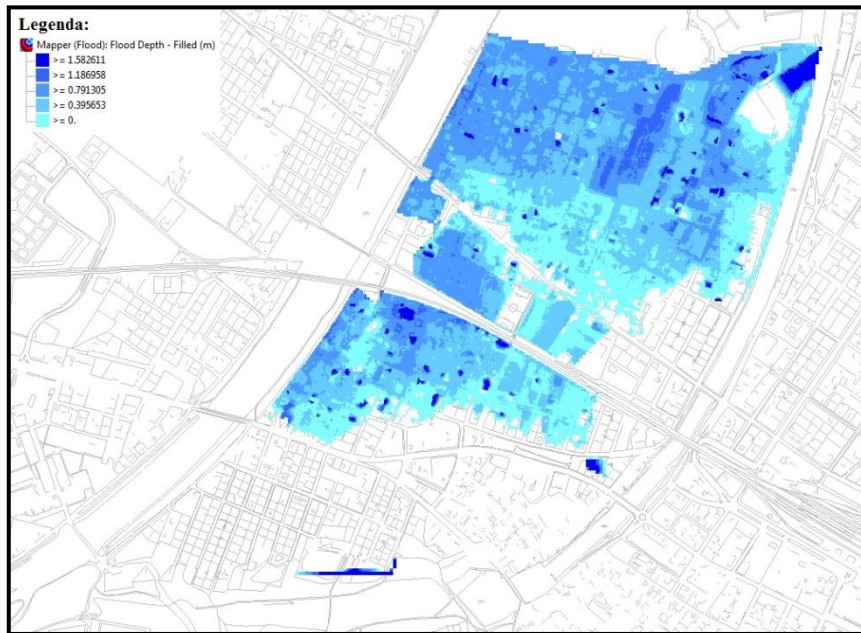 Legenda:
Mapper (Flood): Flood Depth - Filled (m)
>= 1.582611
>= 1.186958
>= 0.791305
>= 0.395653
>= 0.